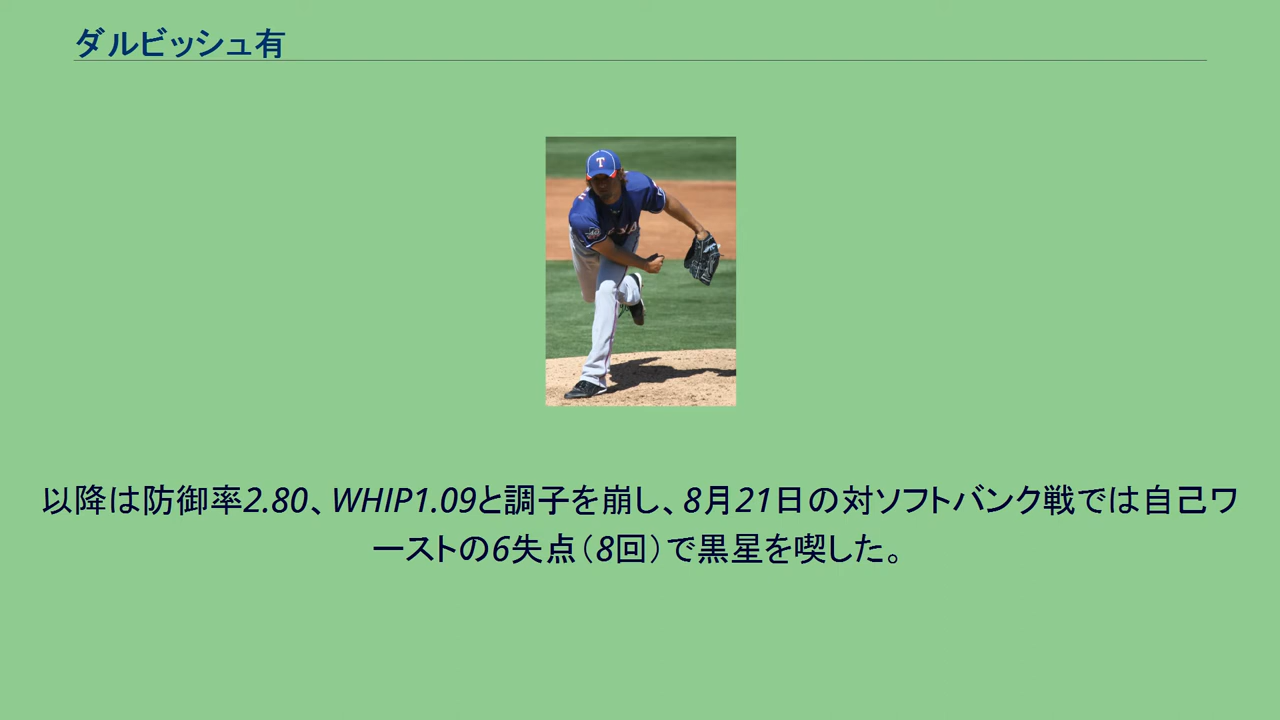 ダルビッシュ有
T
以降は防御率2.80、WHIP1.09と調子を崩し、8月21日の対ソフトバンク戦では自己ワ
ーストの6失点（8回）で黒星を喫した。